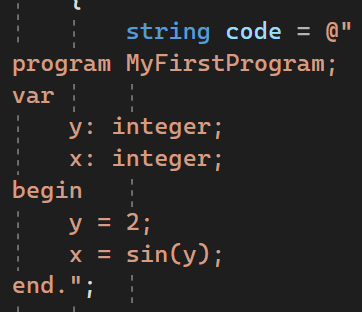 {
string code = @"
program MyFirstProgram;
var
    y: integer;
    x: integer;
begin
    y = 2;
    x = sin(y);
end.";